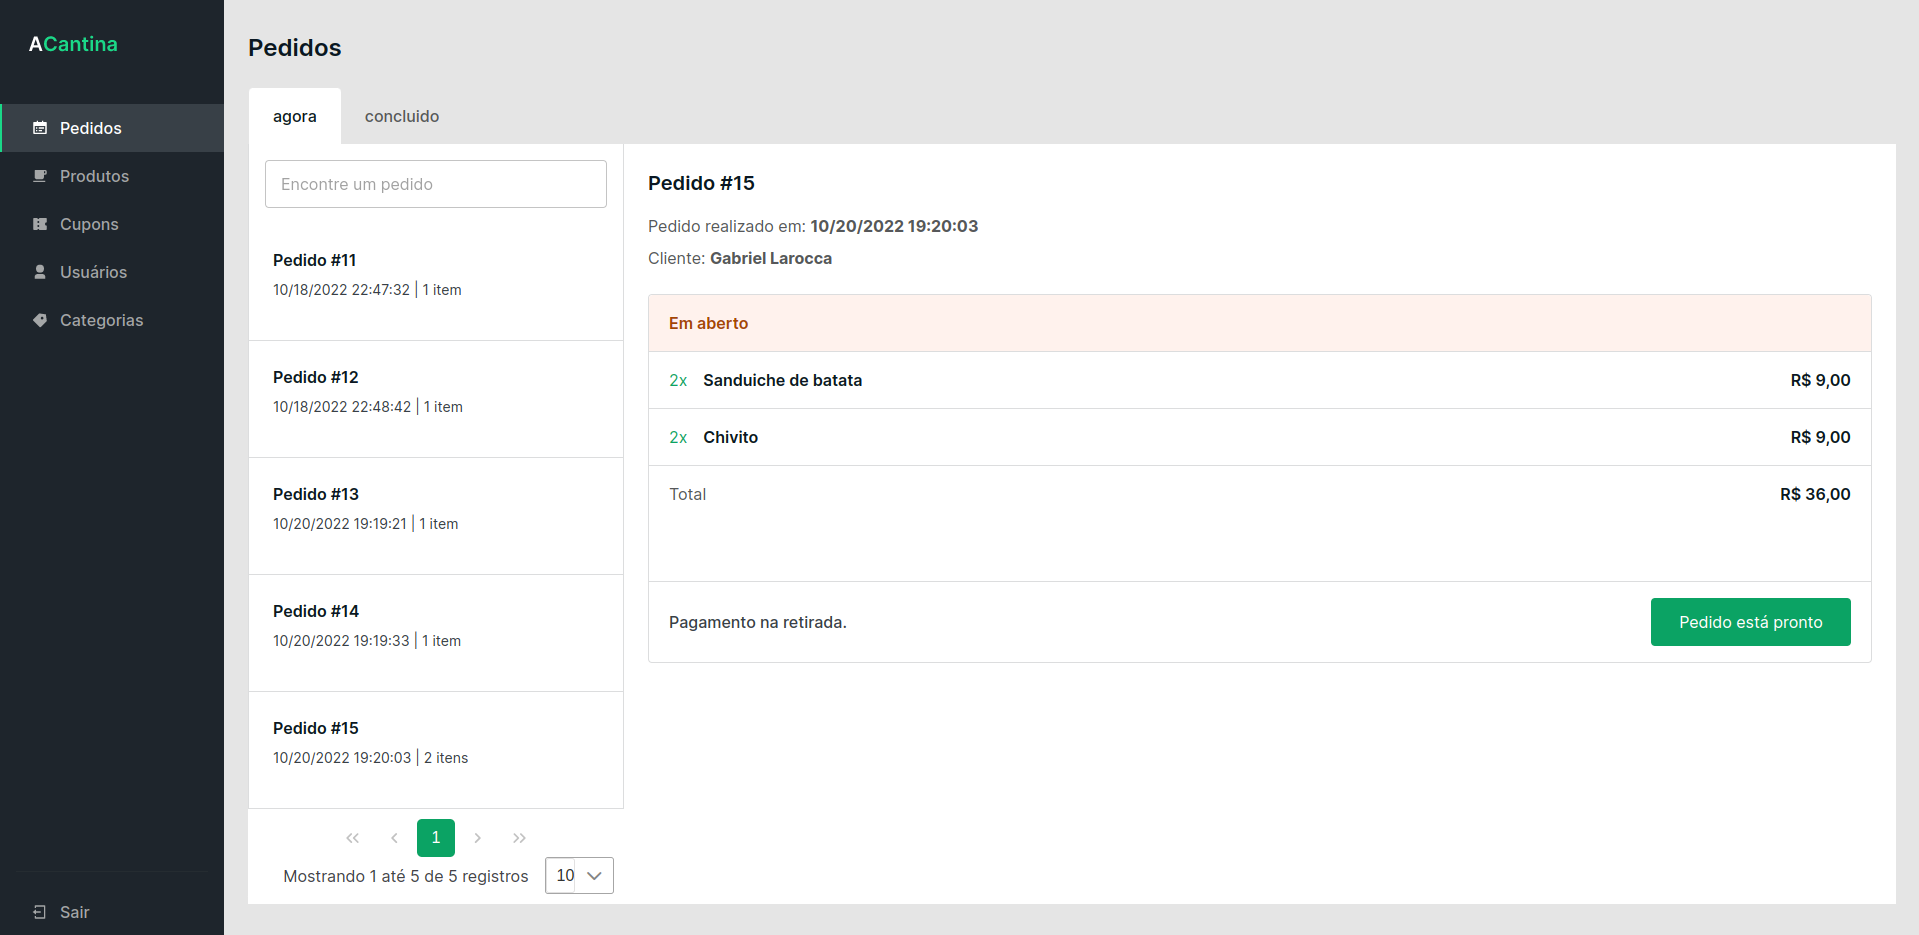 ACantina
Pedidos
Produtos
Cupons
Usuários
Categorias
Sair
Pedidos
agora
concluido
Encontre um pedido
Pedido #11
10/18/2022 22:47:32 | 1 item
Pedido #12
10/18/2022 22:48:42 | 1 item
Pedido #13
10/20/2022 19:19:21 | 1 item
Pedido #14
10/20/2022 19:19:33 | 1 item
Pedido #15
10/20/2022 19:20:03 | 2 itens
1
Mostrando 1 até 5 de 5 registros 10
Pedido #15
Pedido realizado em: 10/20/2022 19:20:03
Cliente: Gabriel Larocca
Em aberto
2x Sanduiche de batata R$ 9,00
2x Chivito R$ 9,00
Total R$ 36,00
Pagamento na retirada. Pedido está pronto